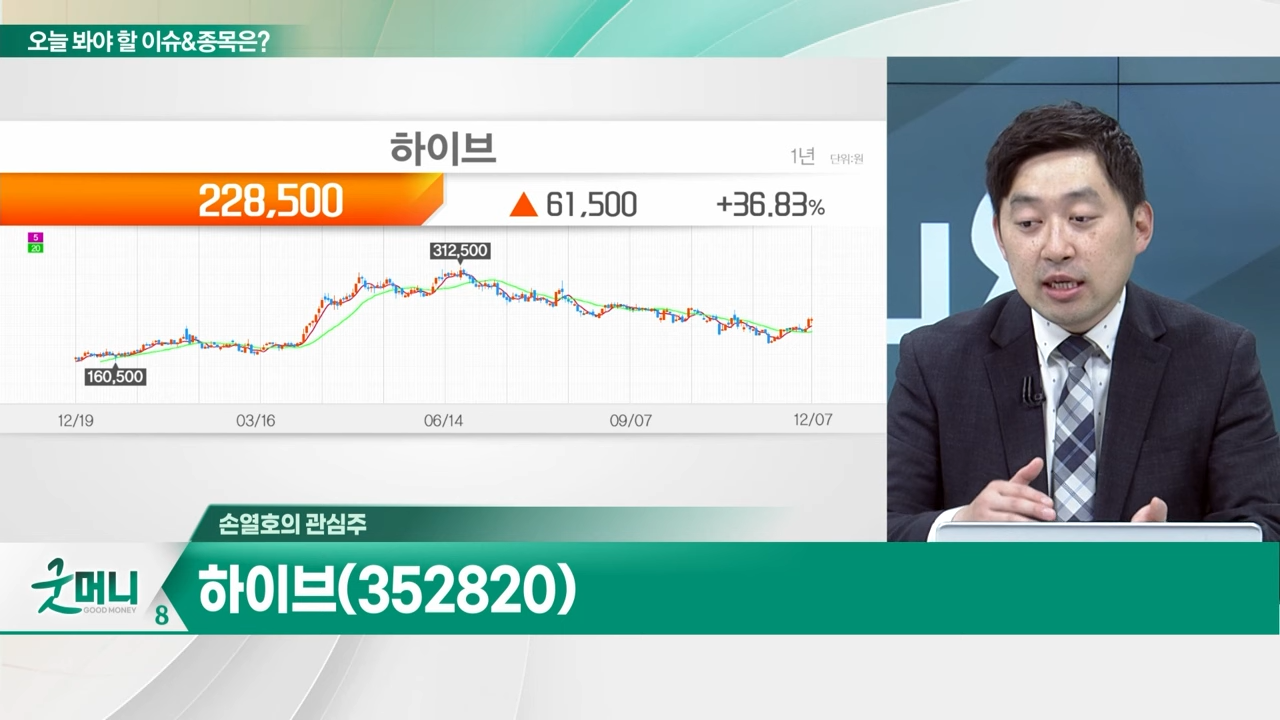 오늘 봐야 할 이슈&종목은?
하이브
1년 단위:원
228,500 ▲ 61,500 +36.83%
5
20
312,500
160,500
12/19 03/16 06/14 09/07 12/07
손열호의 관심주
굿머니
GOOD MONEY
8
하이브(352820)